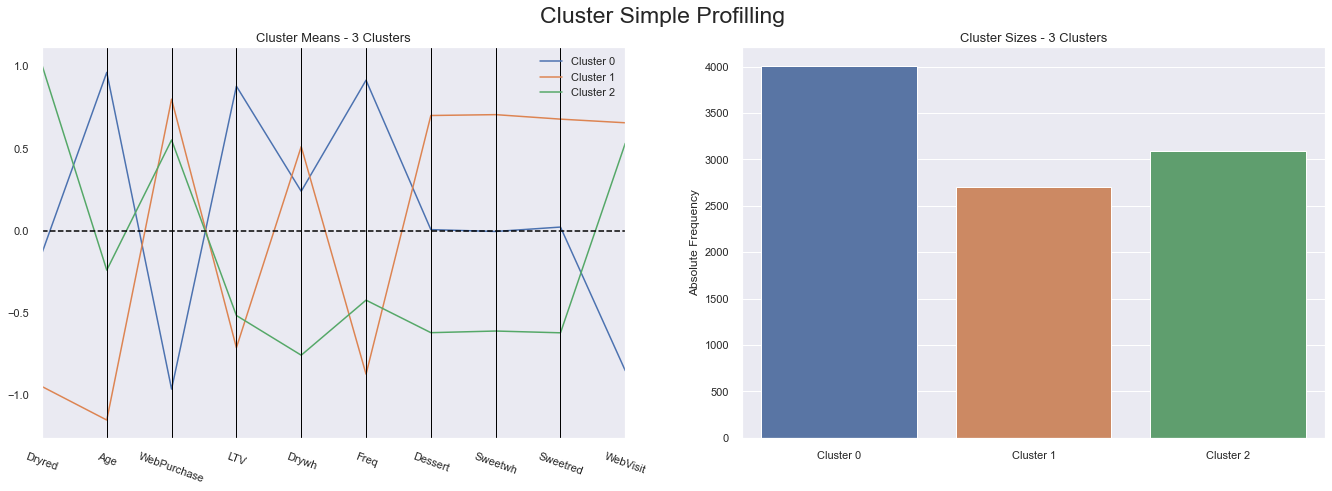 Cluster Simple Profilling
Cluster Means - 3 Clusters
1.0
0.5
0.0
−0.5
−1.0
Cluster 0
Cluster 1
Cluster 2
Dryred
Age
WebPurchase
LTV
Drywh
Freq
Dessert
Sweetwh
Sweetred
WebVisit
Cluster Sizes - 3 Clusters
Absolute Frequency
4000
3500
3000
2500
2000
1500
1000
500
0
Cluster 0
Cluster 1
Cluster 2